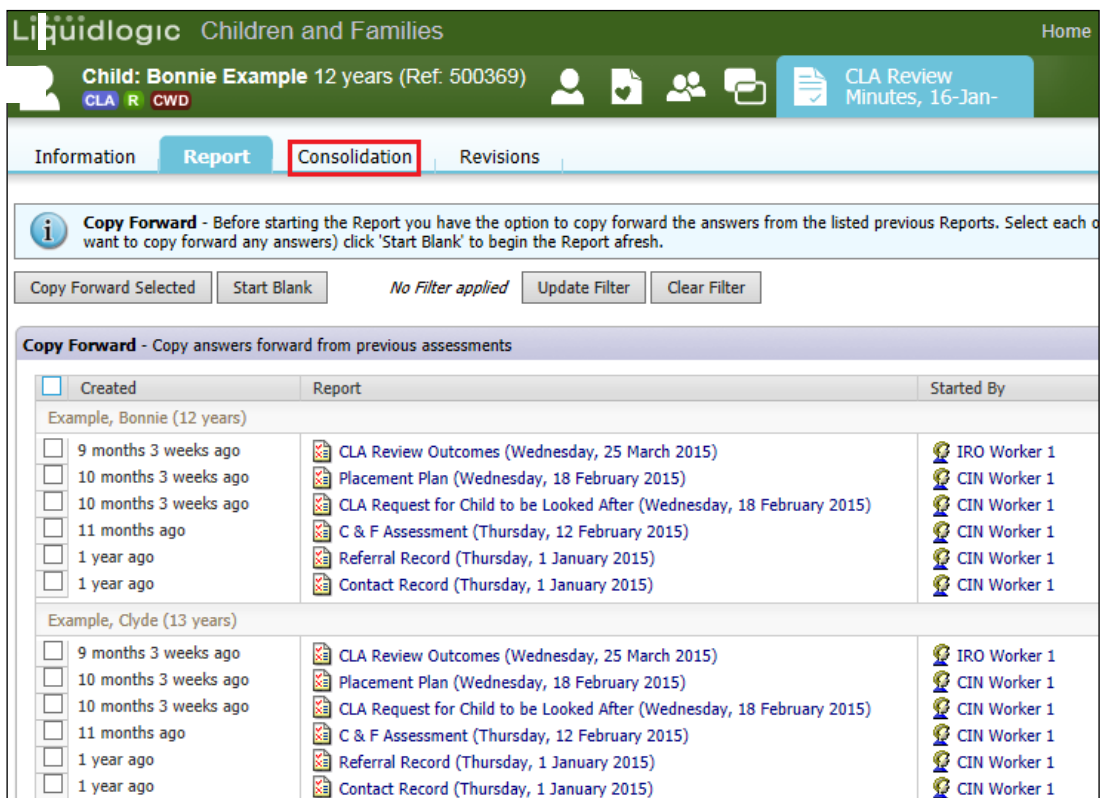 Liquidlogic Children and Families Home
Child: Bonnie Example 12 years (Ref: 500369)
CLA R CWD
CLA Review
Minutes, 16-Jan-
Information Report Consolidation Revisions
Copy Forward - Before starting the Report you have the option to copy forward the answers from the listed previous Reports. Select each o
want to copy forward any answers) click 'Start Blank' to begin the Report afresh.
Copy Forward Selected Start Blank No Filter applied Update Filter Clear Filter
Copy Forward - Copy answers forward from previous assessments
Created Report Started By
Example, Bonnie (12 years)
9 months 3 weeks ago CLA Review Outcomes (Wednesday, 25 March 2015) IRO Worker 1
10 months 3 weeks ago Placement Plan (Wednesday, 18 February 2015) CIN Worker 1
10 months 3 weeks ago CLA Request for Child to be Looked After (Wednesday, 18 February 2015) CIN Worker 1
11 months ago C & F Assessment (Thursday, 12 February 2015) CIN Worker 1
1 year ago Referral Record (Thursday, 1 January 2015) CIN Worker 1
1 year ago Contact Record (Thursday, 1 January 2015) CIN Worker 1
Example, Clyde (13 years)
9 months 3 weeks ago CLA Review Outcomes (Wednesday, 25 March 2015) IRO Worker 1
10 months 3 weeks ago Placement Plan (Wednesday, 18 February 2015) CIN Worker 1
10 months 3 weeks ago CLA Request for Child to be Looked After (Wednesday, 18 February 2015) CIN Worker 1
11 months ago C & F Assessment (Thursday, 12 February 2015) CIN Worker 1
1 year ago Referral Record (Thursday, 1 January 2015) CIN Worker 1
1 year ago Contact Record (Thursday, 1 January 2015) CIN Worker 1